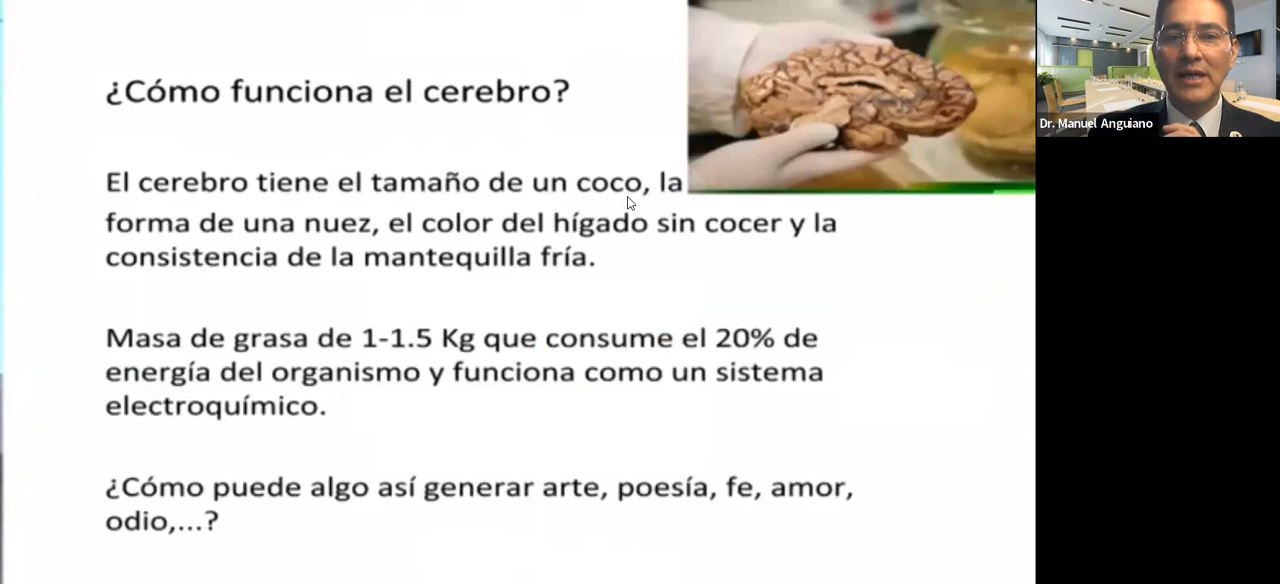 ¿Cómo funciona el cerebro?
El cerebro tiene el tamaño de un coco, la
forma de una nuez, el color del hígado sin cocer y la
consistencia de la mantequilla fría.
Masa de grasa de 1-1.5 Kg que consume el 20% de
energía del organismo y funciona como un sistema
electroquímico.
¿Cómo puede algo así generar arte, poesía, fe, amor,
odio,...?
Dr. Manuel Anguiano